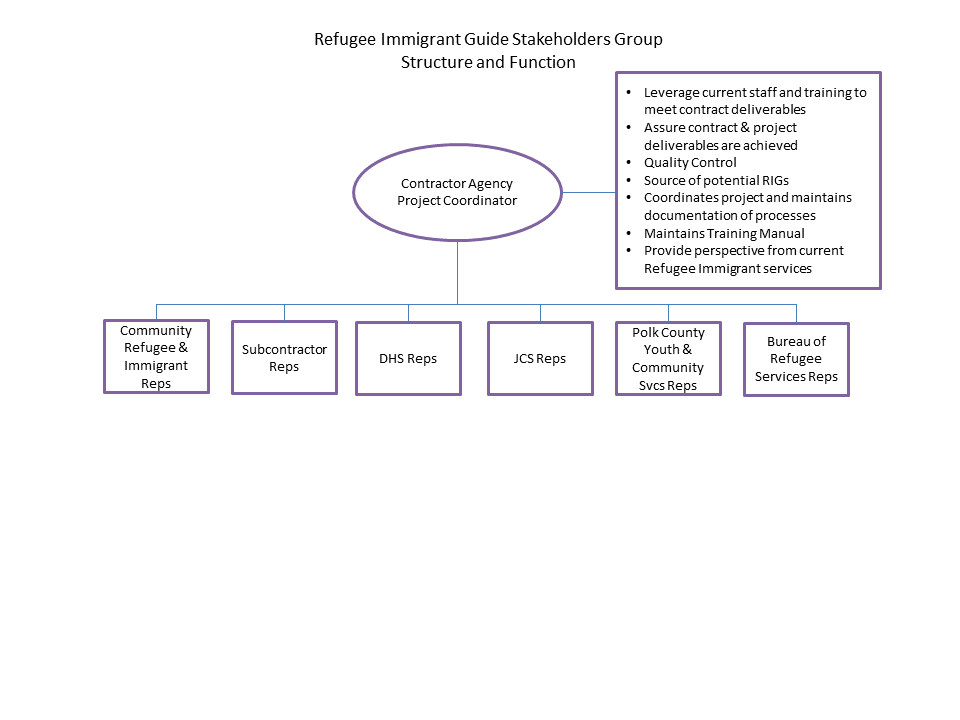 Refugee Immigrant Guide Stakeholders Group
Structure and Function
• Leverage current staff and training to
meet contract deliverables
• Assure contract & project
deliverables are achieved
• Quality Control
• Source of potential RIGs
• Coordinates project and maintains
documentation of processes
• Maintains Training Manual
• Provide perspective from current
Refugee Immigrant services
Contractor Agency
Project Coordinator
Community
Refugee &
Immigrant
Reps
Subcontractor
Reps
DHS Reps
JCS Reps
Polk County
Youth &
Community
Svcs Reps
Bureau of
Refugee
Services Reps